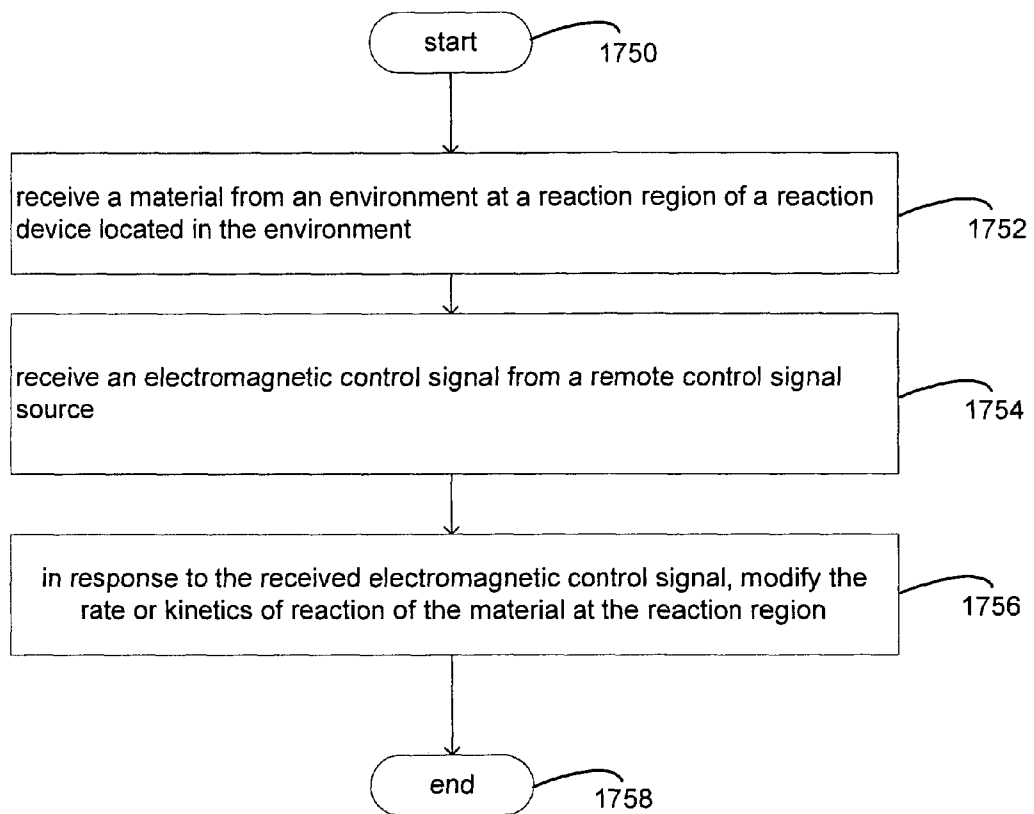 start
1750
receive a material from an environment at a reaction region of a reaction
device located in the environment
1752
receive an electromagnetic control signal from a remote control signal
source
1754
in response to the received electromagnetic control signal, modify the
rate or kinetics of reaction of the material at the reaction region
1756
end
1758